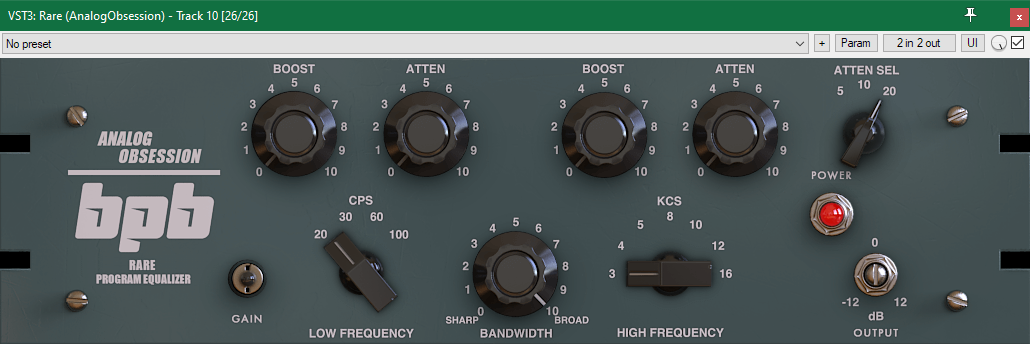 VST3: Rare (AnalogObsession) - Track 10 [26/26]
No preset
+
Param
2 in 2 out
UI
BOOST
0 1 2 3 4 5 6 7 8 9 10
ATTEN
0 1 2 3 4 5 6 7 8 9 10
BOOST
0 1 2 3 4 5 6 7 8 9 10
ATTEN
0 1 2 3 4 5 6 7 8 9 10
ATTEN SEL
5 10 20
ANALOG
OBSESSION
bpb
RARE
PROGRAM EQUALIZER
GAIN
CPS
20 30 60 100
LOW FREQUENCY
0 1 2 3 4 5 6 7 8 9 10
SHARP BROAD
BANDWIDTH
KCS
3 4 5 8 10 12 16
HIGH FREQUENCY
POWER
0
-12 12
dB
OUTPUT